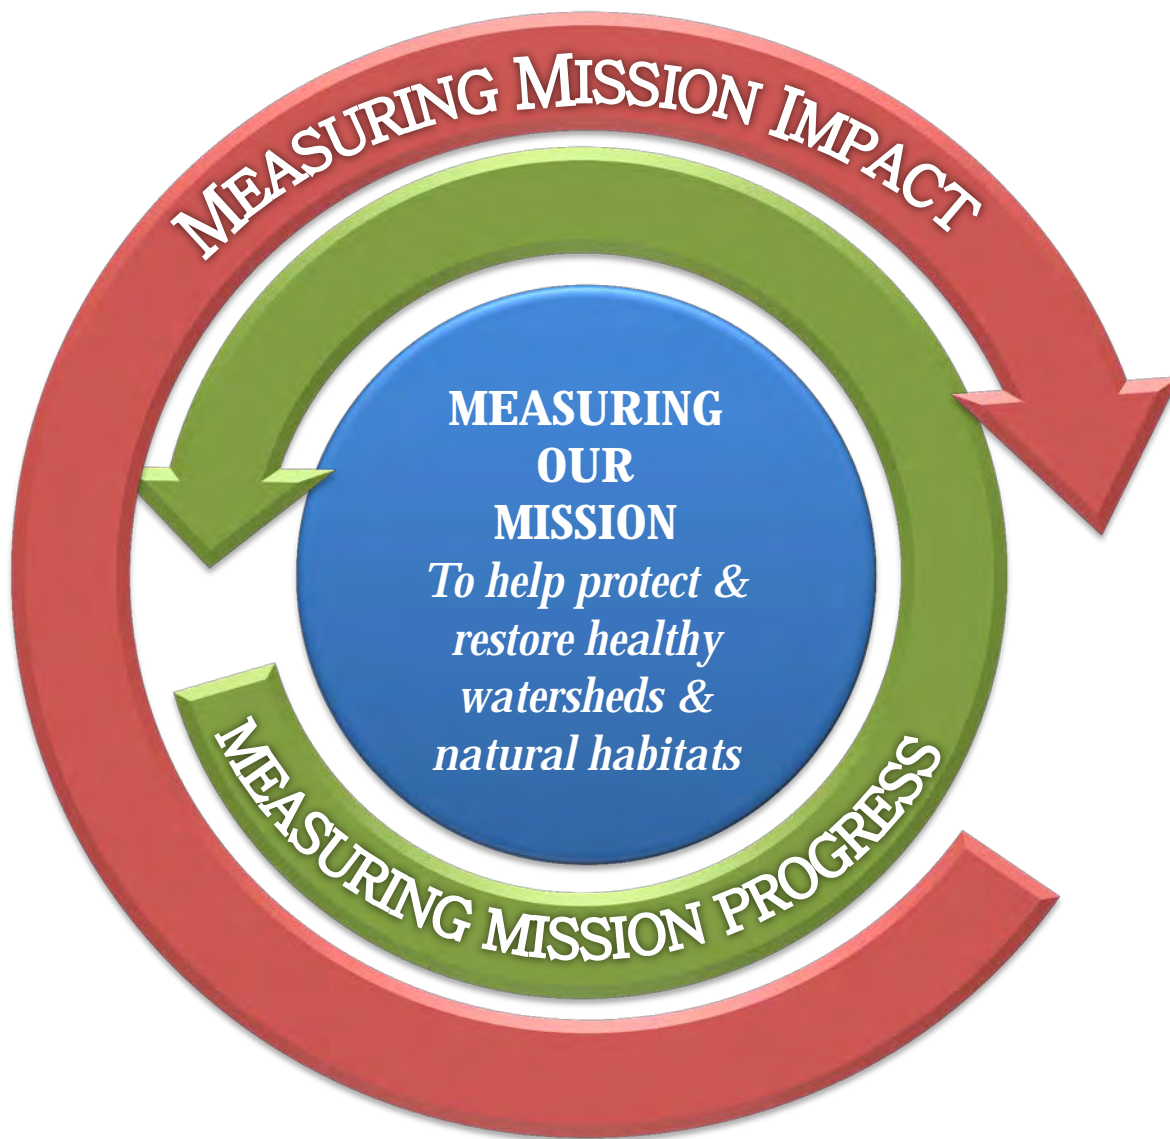 MEASURING MISSION IMPACT
MEASURING
OUR
MISSION
To help protect &
restore healthy
watersheds &
natural habitats
MEASURING MISSION PROGRESS